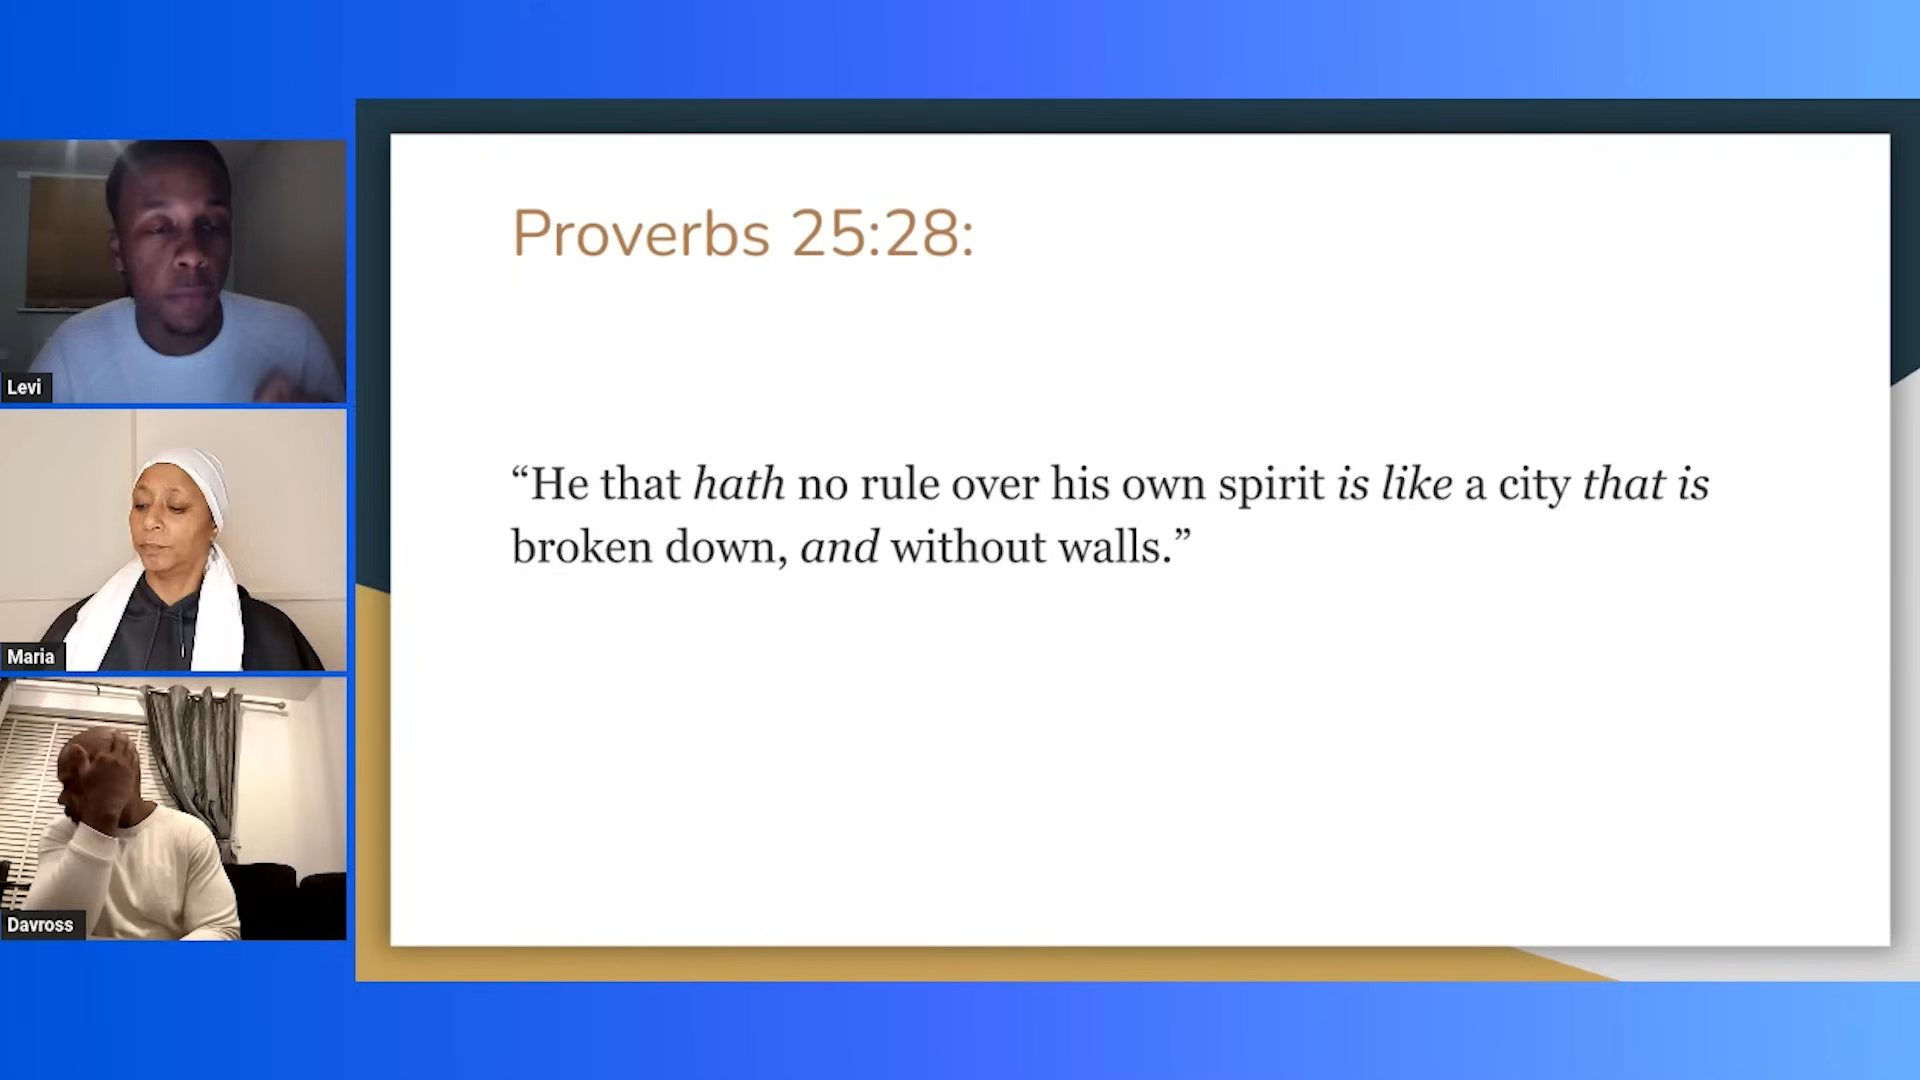 Proverbs 25:28:
“He that hath no rule over his own spirit is like a city that is
broken down, and without walls.”
Levi
Maria
Davross